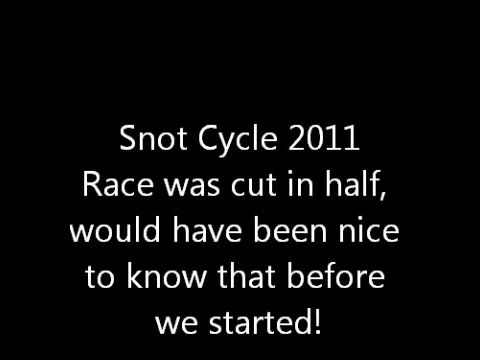 Snot Cycle 2011
Race was cut in half,
would have been nice
to know that before
we started!